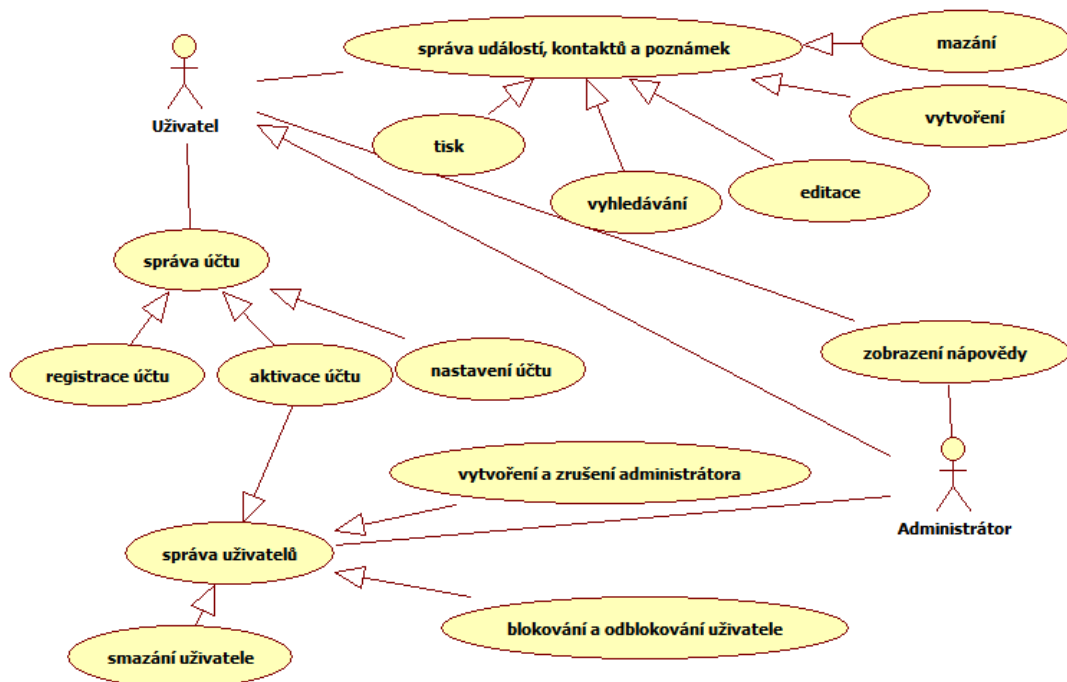 správa událostí, kontaktů a poznámek
mazání
vytvoření
Uživatel
tisk
vyhledávání
editace
správa účtu
zobrazení nápovědy
registrace účtu
aktivace účtu
nastavení účtu
vytvoření a zrušení administrátora
Administrátor
správa uživatelů
blokování a odblokování uživatele
smazání uživatele